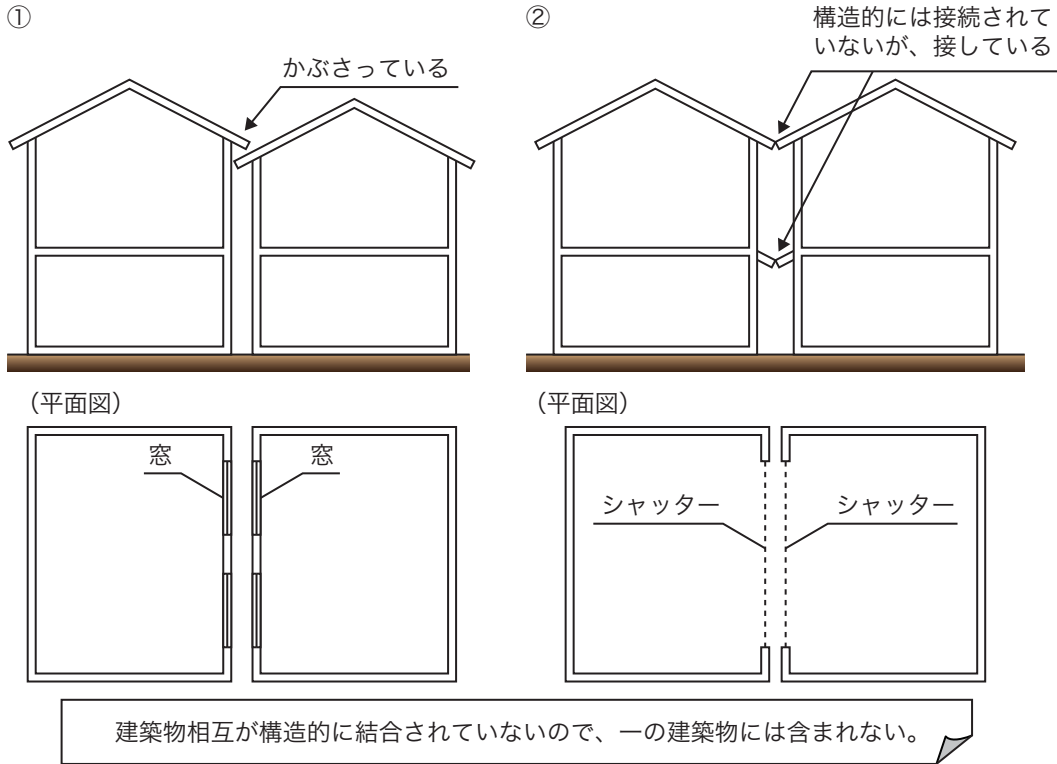 ①
かぶさっている
②
構造的には接続されて
いないが、接している
（平面図）
窓
窓
（平面図）
シャッター
シャッター
建築物相互が構造的に結合されていないので、一の建築物には含まれない。